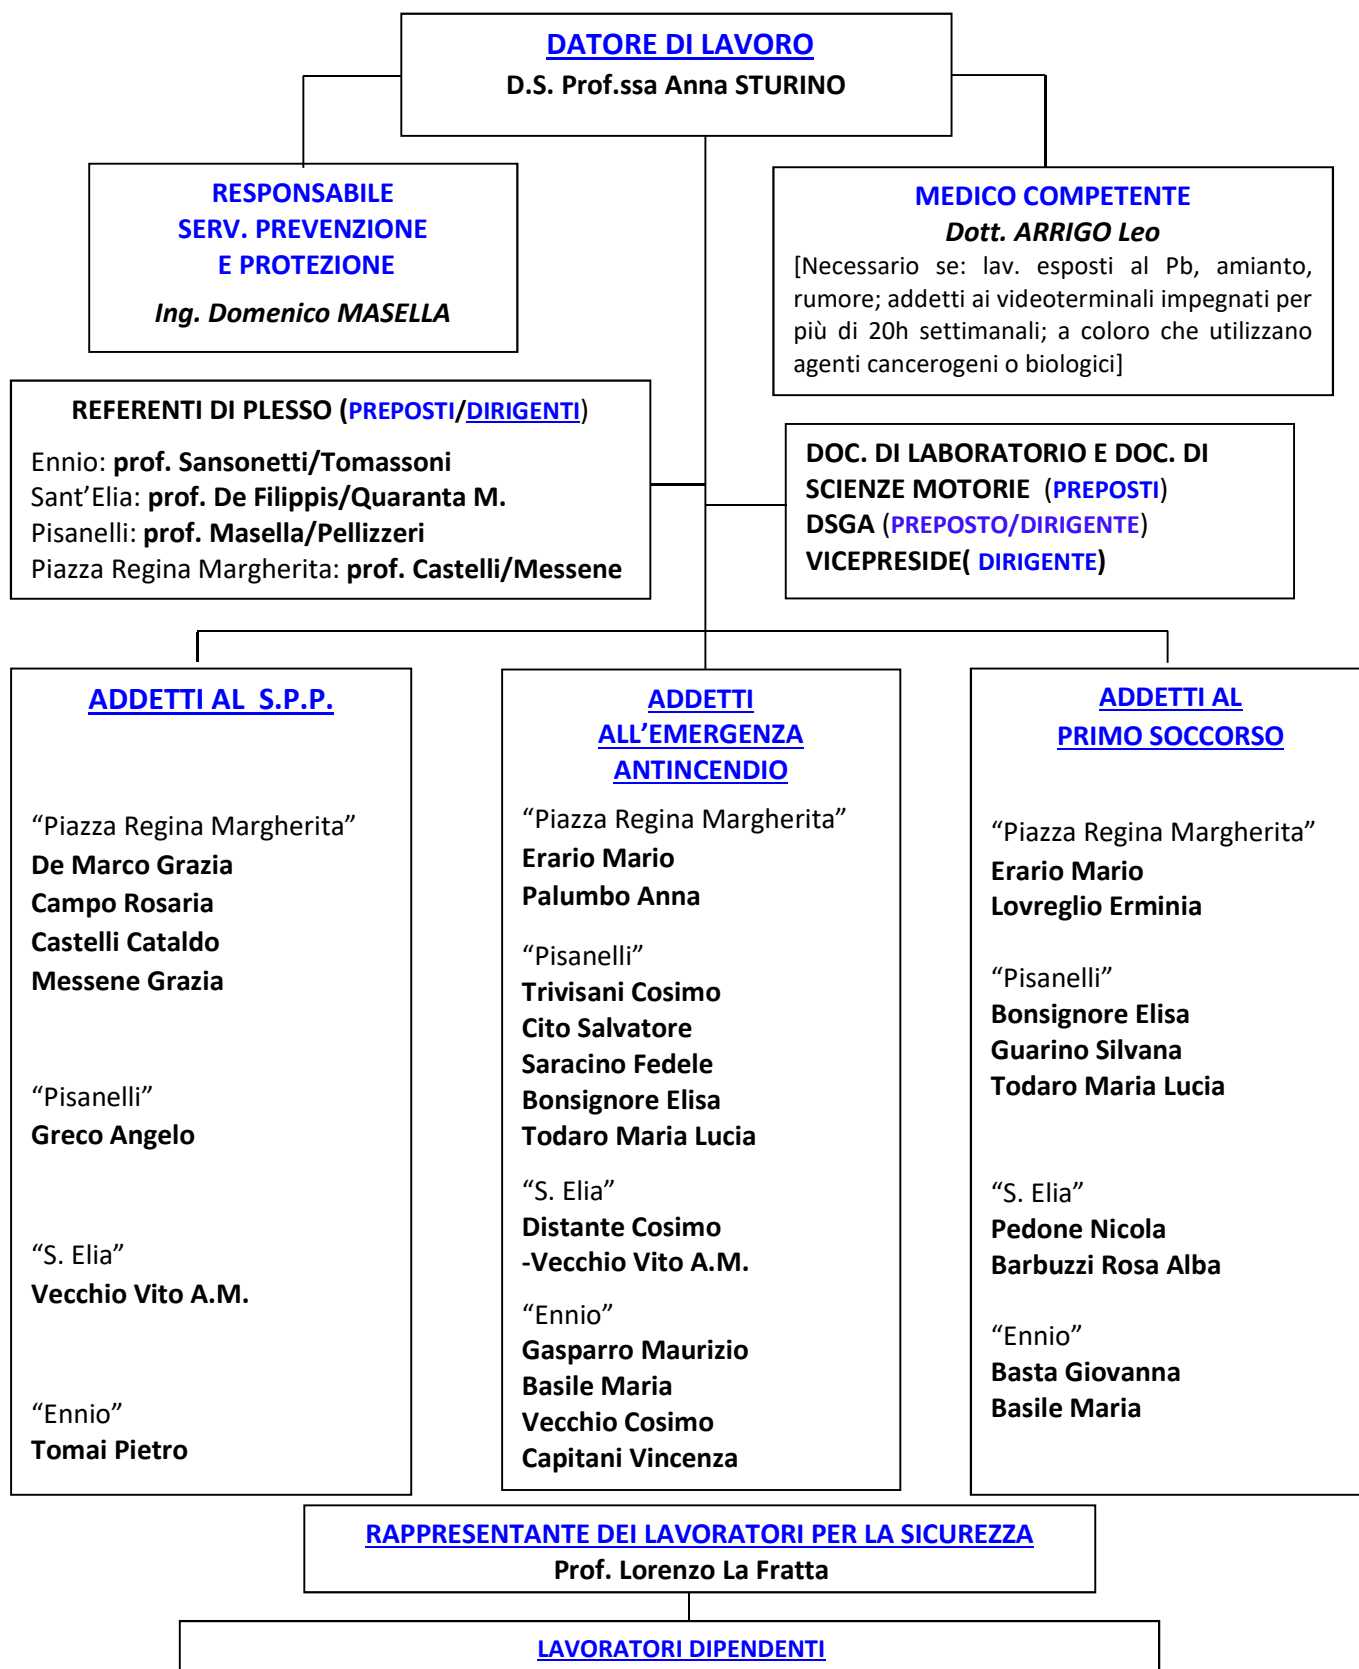 DATORE DI LAVORO
D.S. Prof.ssa Anna STURINO
RESPONSABILE
SERV. PREVENZIONE
E PROTEZIONE
Ing. Domenico MASELLA
MEDICO COMPETENTE
Dott. ARRIGO Leo
[Necessario se: lav. esposti al Pb, amianto,
rumore; addetti ai videoterminali impegnati per
più di 20h settimanali; a coloro che utilizzano
agenti cancerogeni o biologici]
REFERENTI DI PLESSO (PREPOSTI/DIRIGENTI)
Ennio: prof. Sansonetti/Tomassoni
Sant’Elia: prof. De Filippis/Quaranta M.
Pisanelli: prof. Masella/Pellizzeri
Piazza Regina Margherita: prof. Castelli/Messene
DOC. DI LABORATORIO E DOC. DI
SCIENZE MOTORIE (PREPOSTI)
DSGA (PREPOSTO/DIRIGENTE)
VICEPRESIDE( DIRIGENTE)
ADDETTI AL S.P.P.
“Piazza Regina Margherita”
De Marco Grazia
Campo Rosaria
Castelli Cataldo
Messene Grazia
“Pisanelli”
Greco Angelo
“S. Elia”
Vecchio Vito A.M.
“Ennio”
Tomai Pietro
ADDETTI
ALL’EMERGENZA
ANTINCENDIO
“Piazza Regina Margherita”
Erario Mario
Palumbo Anna
“Pisanelli”
Trivisani Cosimo
Cito Salvatore
Saracino Fedele
Bonsignore Elisa
Todaro Maria Lucia
“S. Elia”
Distante Cosimo
-Vecchio Vito A.M.
“Ennio”
Gasparro Maurizio
Basile Maria
Vecchio Cosimo
Capitani Vincenza
ADDETTI AL
PRIMO SOCCORSO
“Piazza Regina Margherita”
Erario Mario
Lovreglio Erminia
“Pisanelli”
Bonsignore Elisa
Guarino Silvana
Todaro Maria Lucia
“S. Elia”
Pedone Nicola
Barbuzzi Rosa Alba
“Ennio”
Basta Giovanna
Basile Maria
RAPPRESENTANTE DEI LAVORATORI PER LA SICUREZZA
Prof. Lorenzo La Fratta
LAVORATORI DIPENDENTI